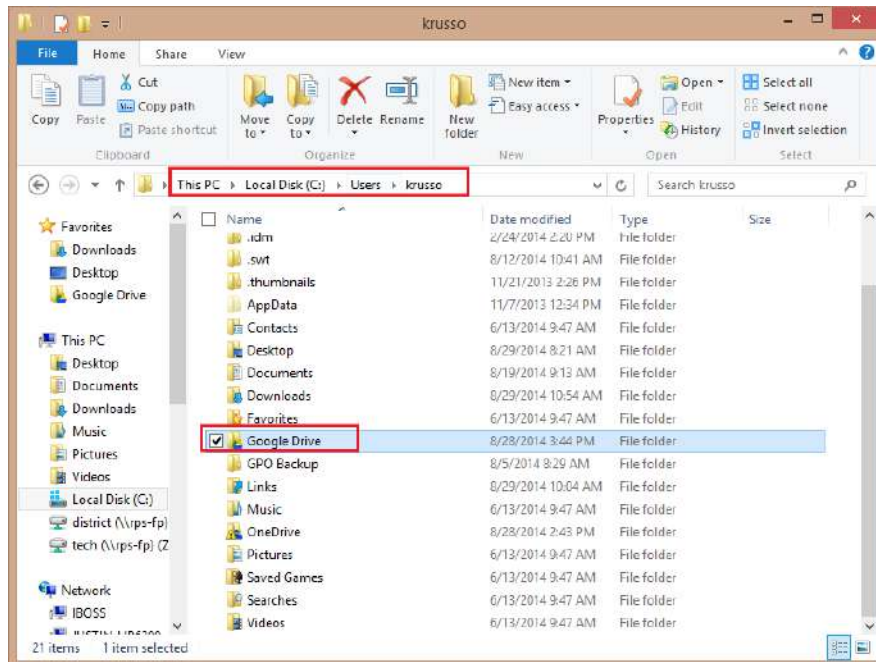 krusso
File Home Share View
Copy
Paste
Cut
Copy path
Paste shortcut
Clipboard
Move to
Copy to
Delete
Rename
Organize
New folder
New item
Easy access
New
Properties
Open
Edit
History
Open
Select all
Select none
Invert selection
Select
This PC Local Disk (C:) Users krusso
Search krusso
Favorites
Downloads
Desktop
Google Drive
This PC
Desktop
Documents
Downloads
Music
Pictures
Videos
Local Disk (C:)
district (\\rps-fp)
tech (\\rps-fp) (Z
Network
IBOSS
Name Date modified Type Size
.idm 2/24/2014 2:20 PM File folder
.swt 8/12/2014 10:41 AM File folder
.thumbnails 11/21/2013 2:26 PM File folder
AppData 11/7/2013 12:34 PM File folder
Contacts 6/13/2014 9:47 AM File folder
Desktop 8/29/2014 8:21 AM File folder
Documents 8/19/2014 9:13 AM File folder
Downloads 8/29/2014 10:54 AM File folder
Favorites 6/13/2014 9:47 AM File folder
Google Drive 8/28/2014 3:44 PM File folder
GPO Backup 8/5/2014 8:29 AM File folder
Links 8/29/2014 10:04 AM File folder
Music 6/13/2014 9:47 AM File folder
OneDrive 8/28/2014 2:43 PM File folder
Pictures 6/13/2014 9:47 AM File folder
Saved Games 6/13/2014 9:47 AM File folder
Searches 6/13/2014 9:47 AM File folder
Videos 6/13/2014 9:47 AM File folder
21 items 1 item selected